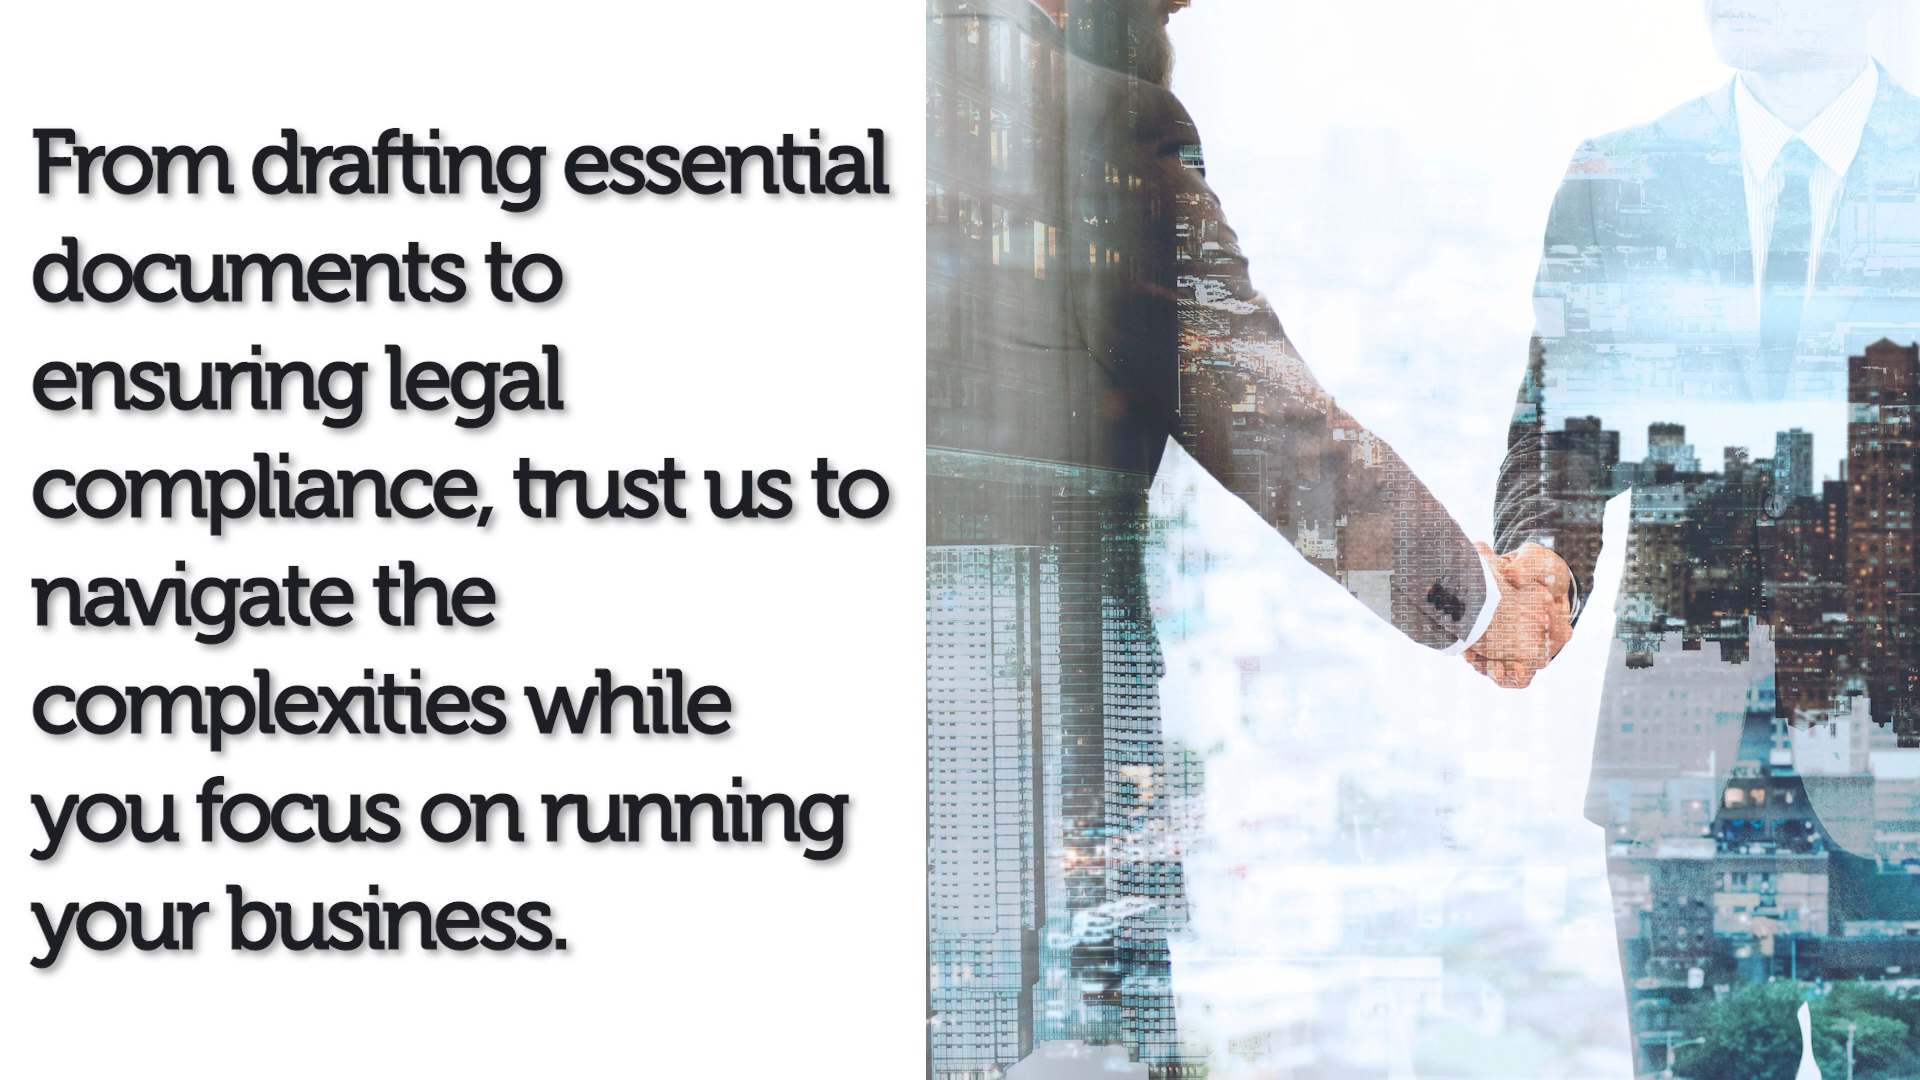 From drafting essential
documents to
ensuring legal
compliance, trust us to
navigate the
complexities while
you focus on running
your business.